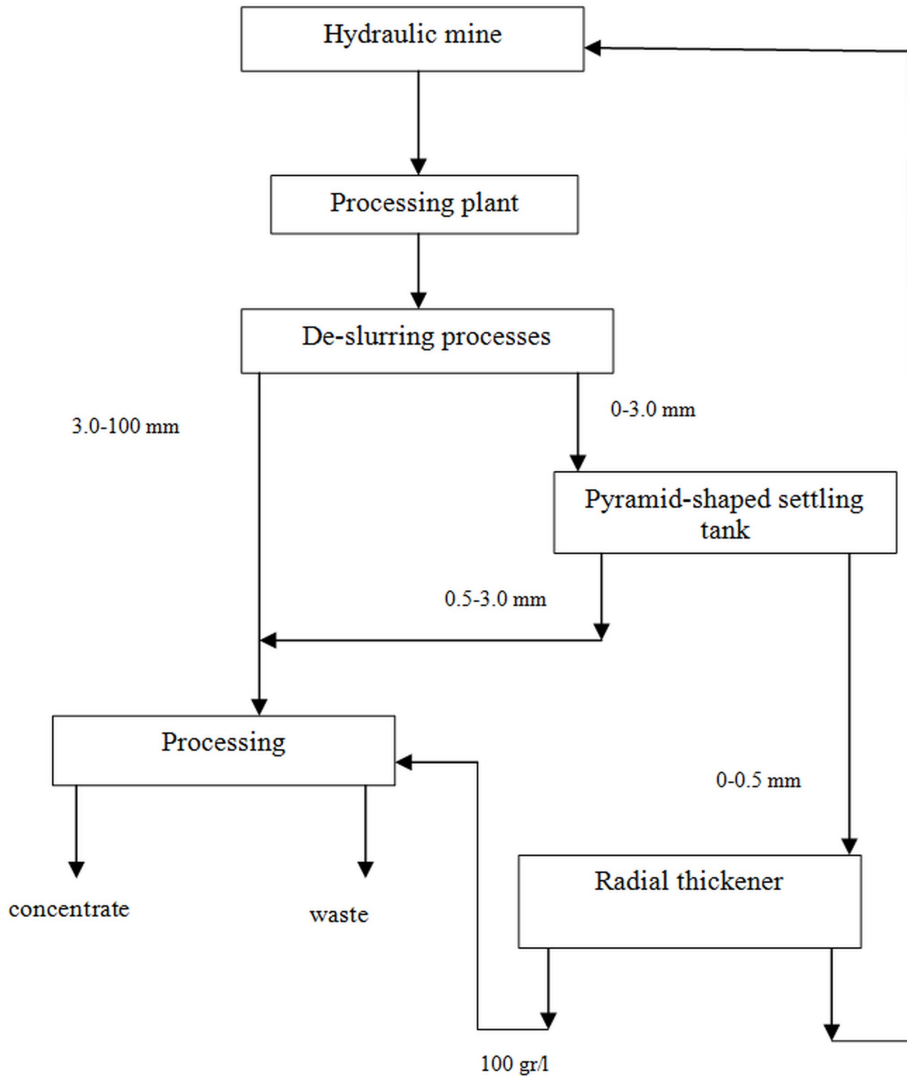 Hydraulic mine
Processing plant
De-slurring processes
3.0-100 mm
0-3.0 mm
Pyramid-shaped settling
tank
0.5-3.0 mm
Processing
0-0.5 mm
Radial thickener
concentrate
waste
100 gr/l